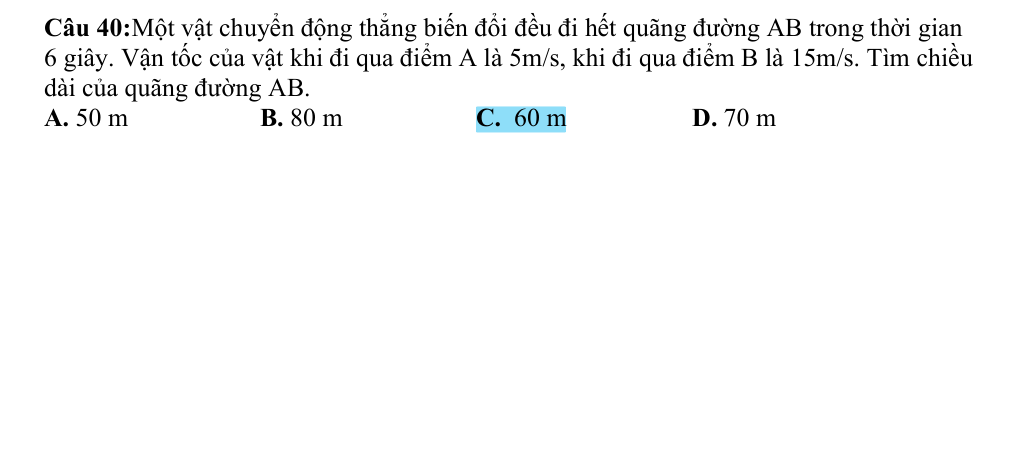 Câu 40:Một vật chuyển động thẳng biến đổi đều đi hết quãng đường AB trong thời gian
6 giây. Vận tốc của vật khi đi qua điểm A là 5m/s, khi đi qua điểm B là 15m/s. Tìm chiều
dài của quãng đường AB.
A. 50 m B. 80 m C. 60 m D. 70 m